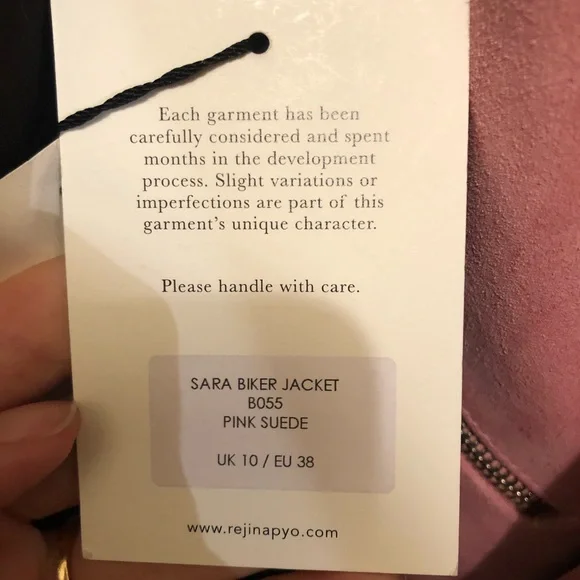 Each garment has been
carefully considered and spent
months in the development
process. Slight variations or
imperfections are part of this
garment's unique character.
Please handle with care.
SARA BIKER JACKET
B055
PINK SUEDE
UK 10 / EU 38
www.rejinapyo.com